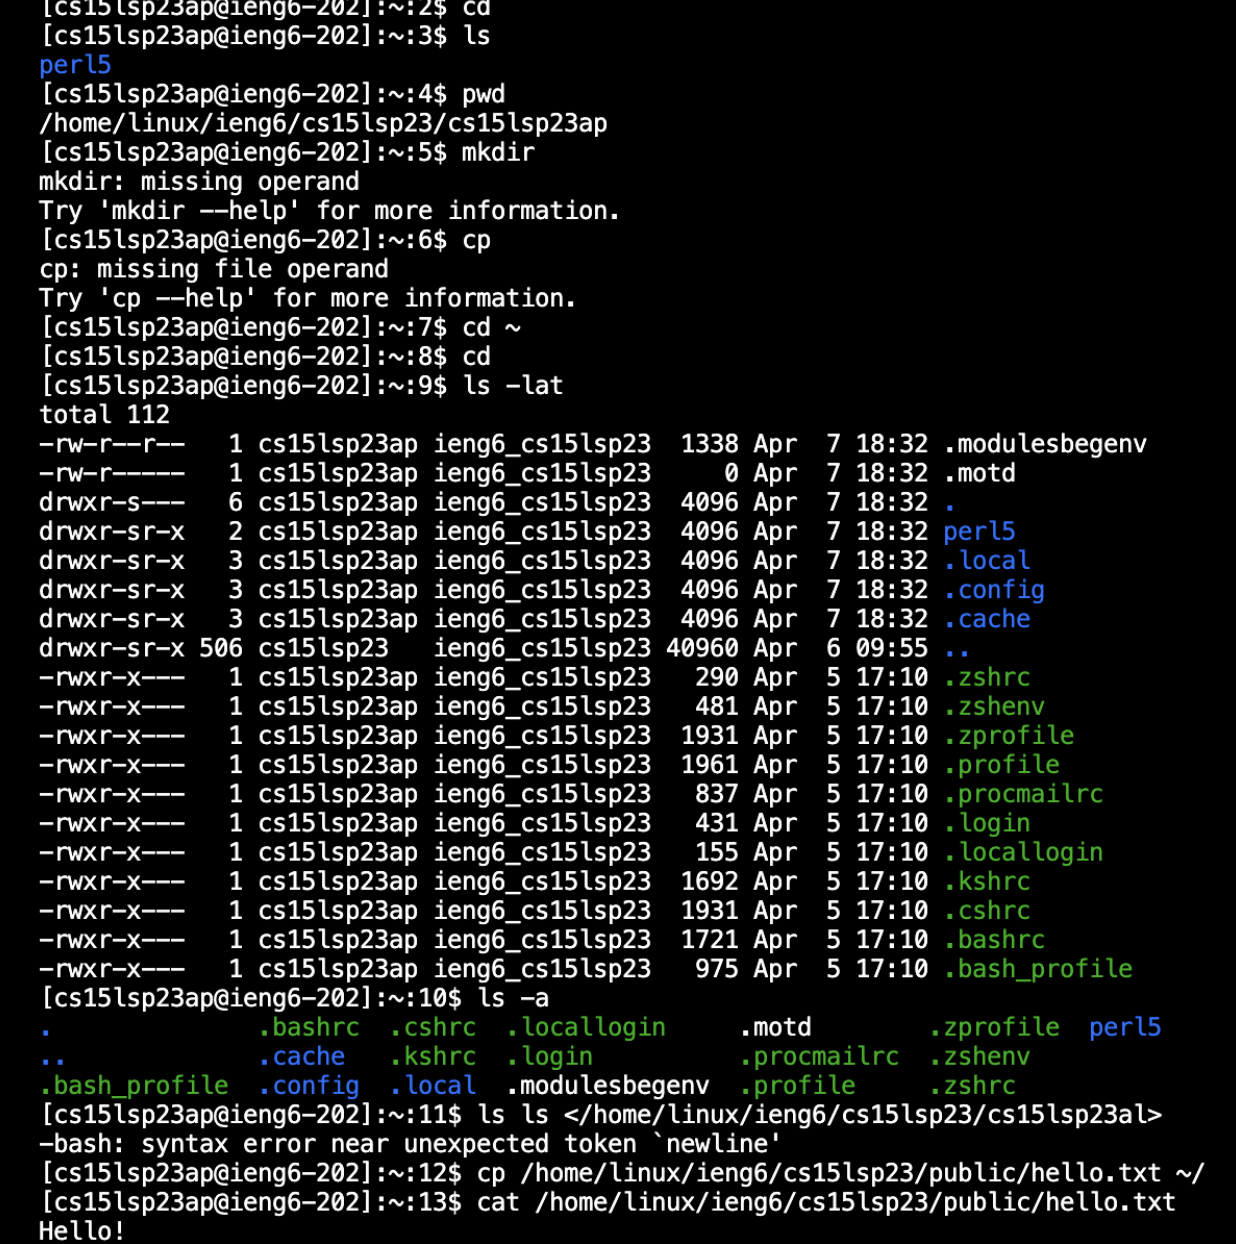 [cs15lsp23ap@ieng6-202]:~:2$ cd
[cs15lsp23ap@ieng6-202]:~:3$ ls
perl5
[cs15lsp23ap@ieng6-202]:~:4$ pwd
/home/linux/ieng6/cs15lsp23/cs15lsp23ap
[cs15lsp23ap@ieng6-202]:~:5$ mkdir
mkdir: missing operand
Try 'mkdir --help' for more information.
[cs15lsp23ap@ieng6-202]:~:6$ cp
cp: missing file operand
Try 'cp --help' for more information.
[cs15lsp23ap@ieng6-202]:~:7$ cd ~
[cs15lsp23ap@ieng6-202]:~:8$ cd
[cs15lsp23ap@ieng6-202]:~:9$ ls -lat
total 112
-rw-r--r--   1 cs15lsp23ap ieng6_cs15lsp23  1338 Apr  7 18:32 .modulesbegenv
-rw-r-----   1 cs15lsp23ap ieng6_cs15lsp23     0 Apr  7 18:32 .motd
drwxr-s---   6 cs15lsp23ap ieng6_cs15lsp23  4096 Apr  7 18:32 .
drwxr-sr-x   2 cs15lsp23ap ieng6_cs15lsp23  4096 Apr  7 18:32 perl5
drwxr-sr-x   3 cs15lsp23ap ieng6_cs15lsp23  4096 Apr  7 18:32 .local
drwxr-sr-x   3 cs15lsp23ap ieng6_cs15lsp23  4096 Apr  7 18:32 .config
drwxr-sr-x   3 cs15lsp23ap ieng6_cs15lsp23  4096 Apr  7 18:32 .cache
drwxr-sr-x 506 cs15lsp23   ieng6_cs15lsp23 40960 Apr  6 09:55 ..
-rwxr-x---   1 cs15lsp23ap ieng6_cs15lsp23   290 Apr  5 17:10 .zshrc
-rwxr-x---   1 cs15lsp23ap ieng6_cs15lsp23   481 Apr  5 17:10 .zshenv
-rwxr-x---   1 cs15lsp23ap ieng6_cs15lsp23  1931 Apr  5 17:10 .zprofile
-rwxr-x---   1 cs15lsp23ap ieng6_cs15lsp23  1961 Apr  5 17:10 .profile
-rwxr-x---   1 cs15lsp23ap ieng6_cs15lsp23   837 Apr  5 17:10 .procmailrc
-rwxr-x---   1 cs15lsp23ap ieng6_cs15lsp23   431 Apr  5 17:10 .login
-rwxr-x---   1 cs15lsp23ap ieng6_cs15lsp23   155 Apr  5 17:10 .locallogin
-rwxr-x---   1 cs15lsp23ap ieng6_cs15lsp23  1692 Apr  5 17:10 .kshrc
-rwxr-x---   1 cs15lsp23ap ieng6_cs15lsp23  1931 Apr  5 17:10 .cshrc
-rwxr-x---   1 cs15lsp23ap ieng6_cs15lsp23  1721 Apr  5 17:10 .bashrc
-rwxr-x---   1 cs15lsp23ap ieng6_cs15lsp23   975 Apr  5 17:10 .bash_profile
[cs15lsp23ap@ieng6-202]:~:10$ ls -a
.              .bashrc  .cshrc  .locallogin     .motd        .zprofile  perl5
..             .cache   .kshrc  .login          .procmailrc  .zshenv
.bash_profile  .config  .local  .modulesbegenv  .profile     .zshrc
[cs15lsp23ap@ieng6-202]:~:11$ ls ls </home/linux/ieng6/cs15lsp23/cs15lsp23al>
-bash: syntax error near unexpected token `newline'
[cs15lsp23ap@ieng6-202]:~:12$ cp /home/linux/ieng6/cs15lsp23/public/hello.txt ~/
[cs15lsp23ap@ieng6-202]:~:13$ cat /home/linux/ieng6/cs15lsp23/public/hello.txt
Hello!